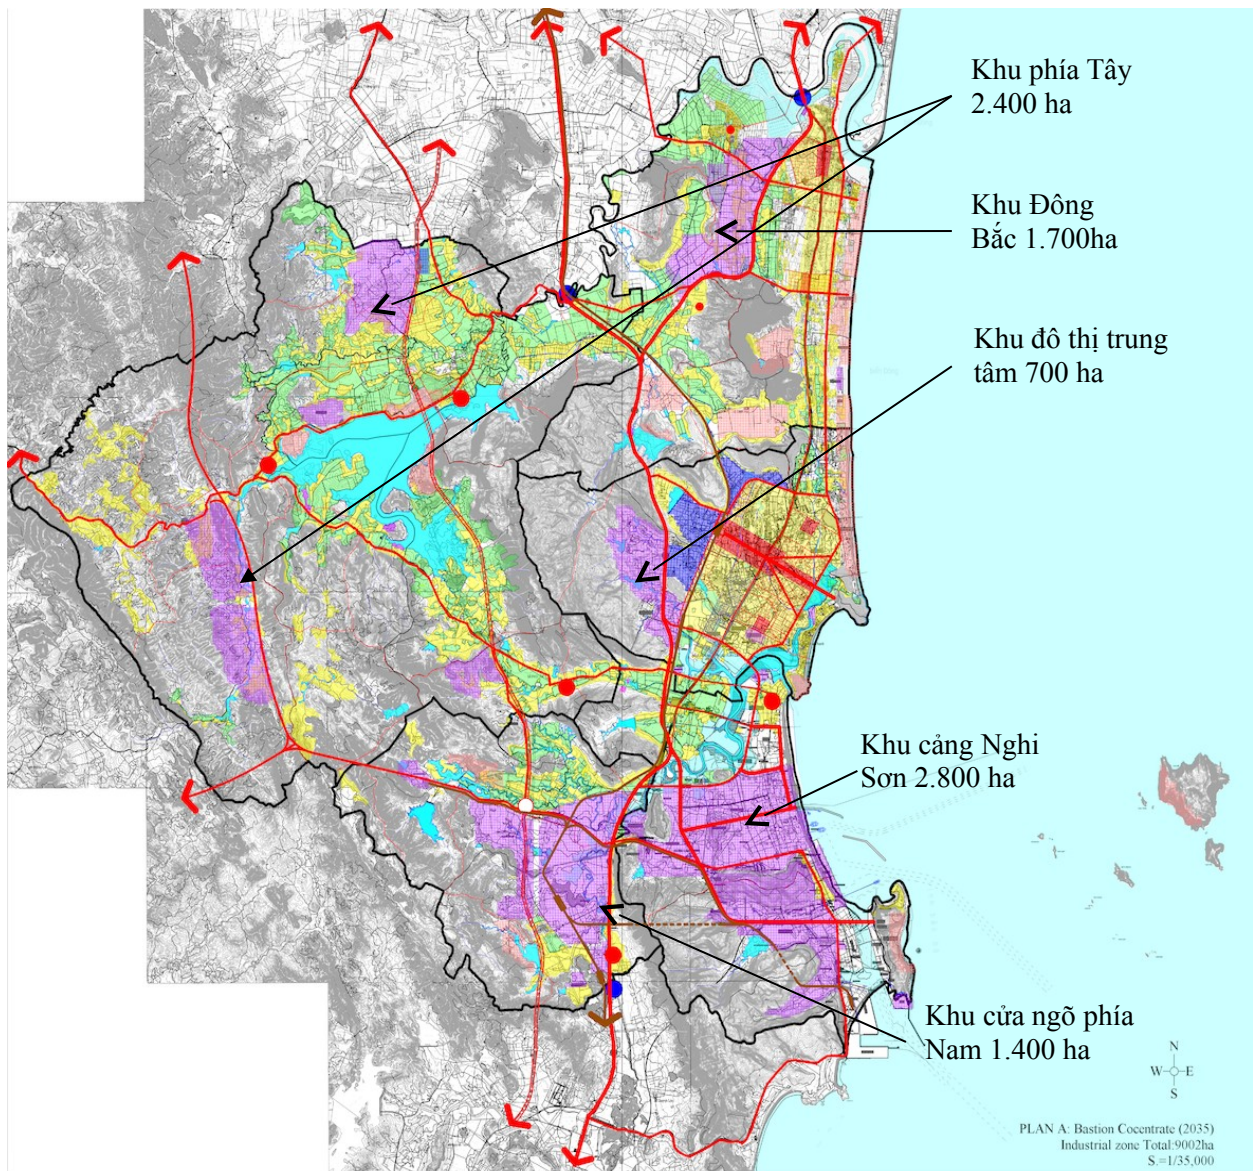 Khu phía Tây
2.400 ha
Khu Đông
Bắc 1.700ha
Khu đô thị trung
tâm 700 ha
Khu cảng Nghi
Sơn 2.800 ha
Khu cửa ngõ phía
Nam 1.400 ha
N
W E
S
PLAN A: Bastion Cocentrate (2035)
Industrial zone Total:9002ha
S=1/35,000